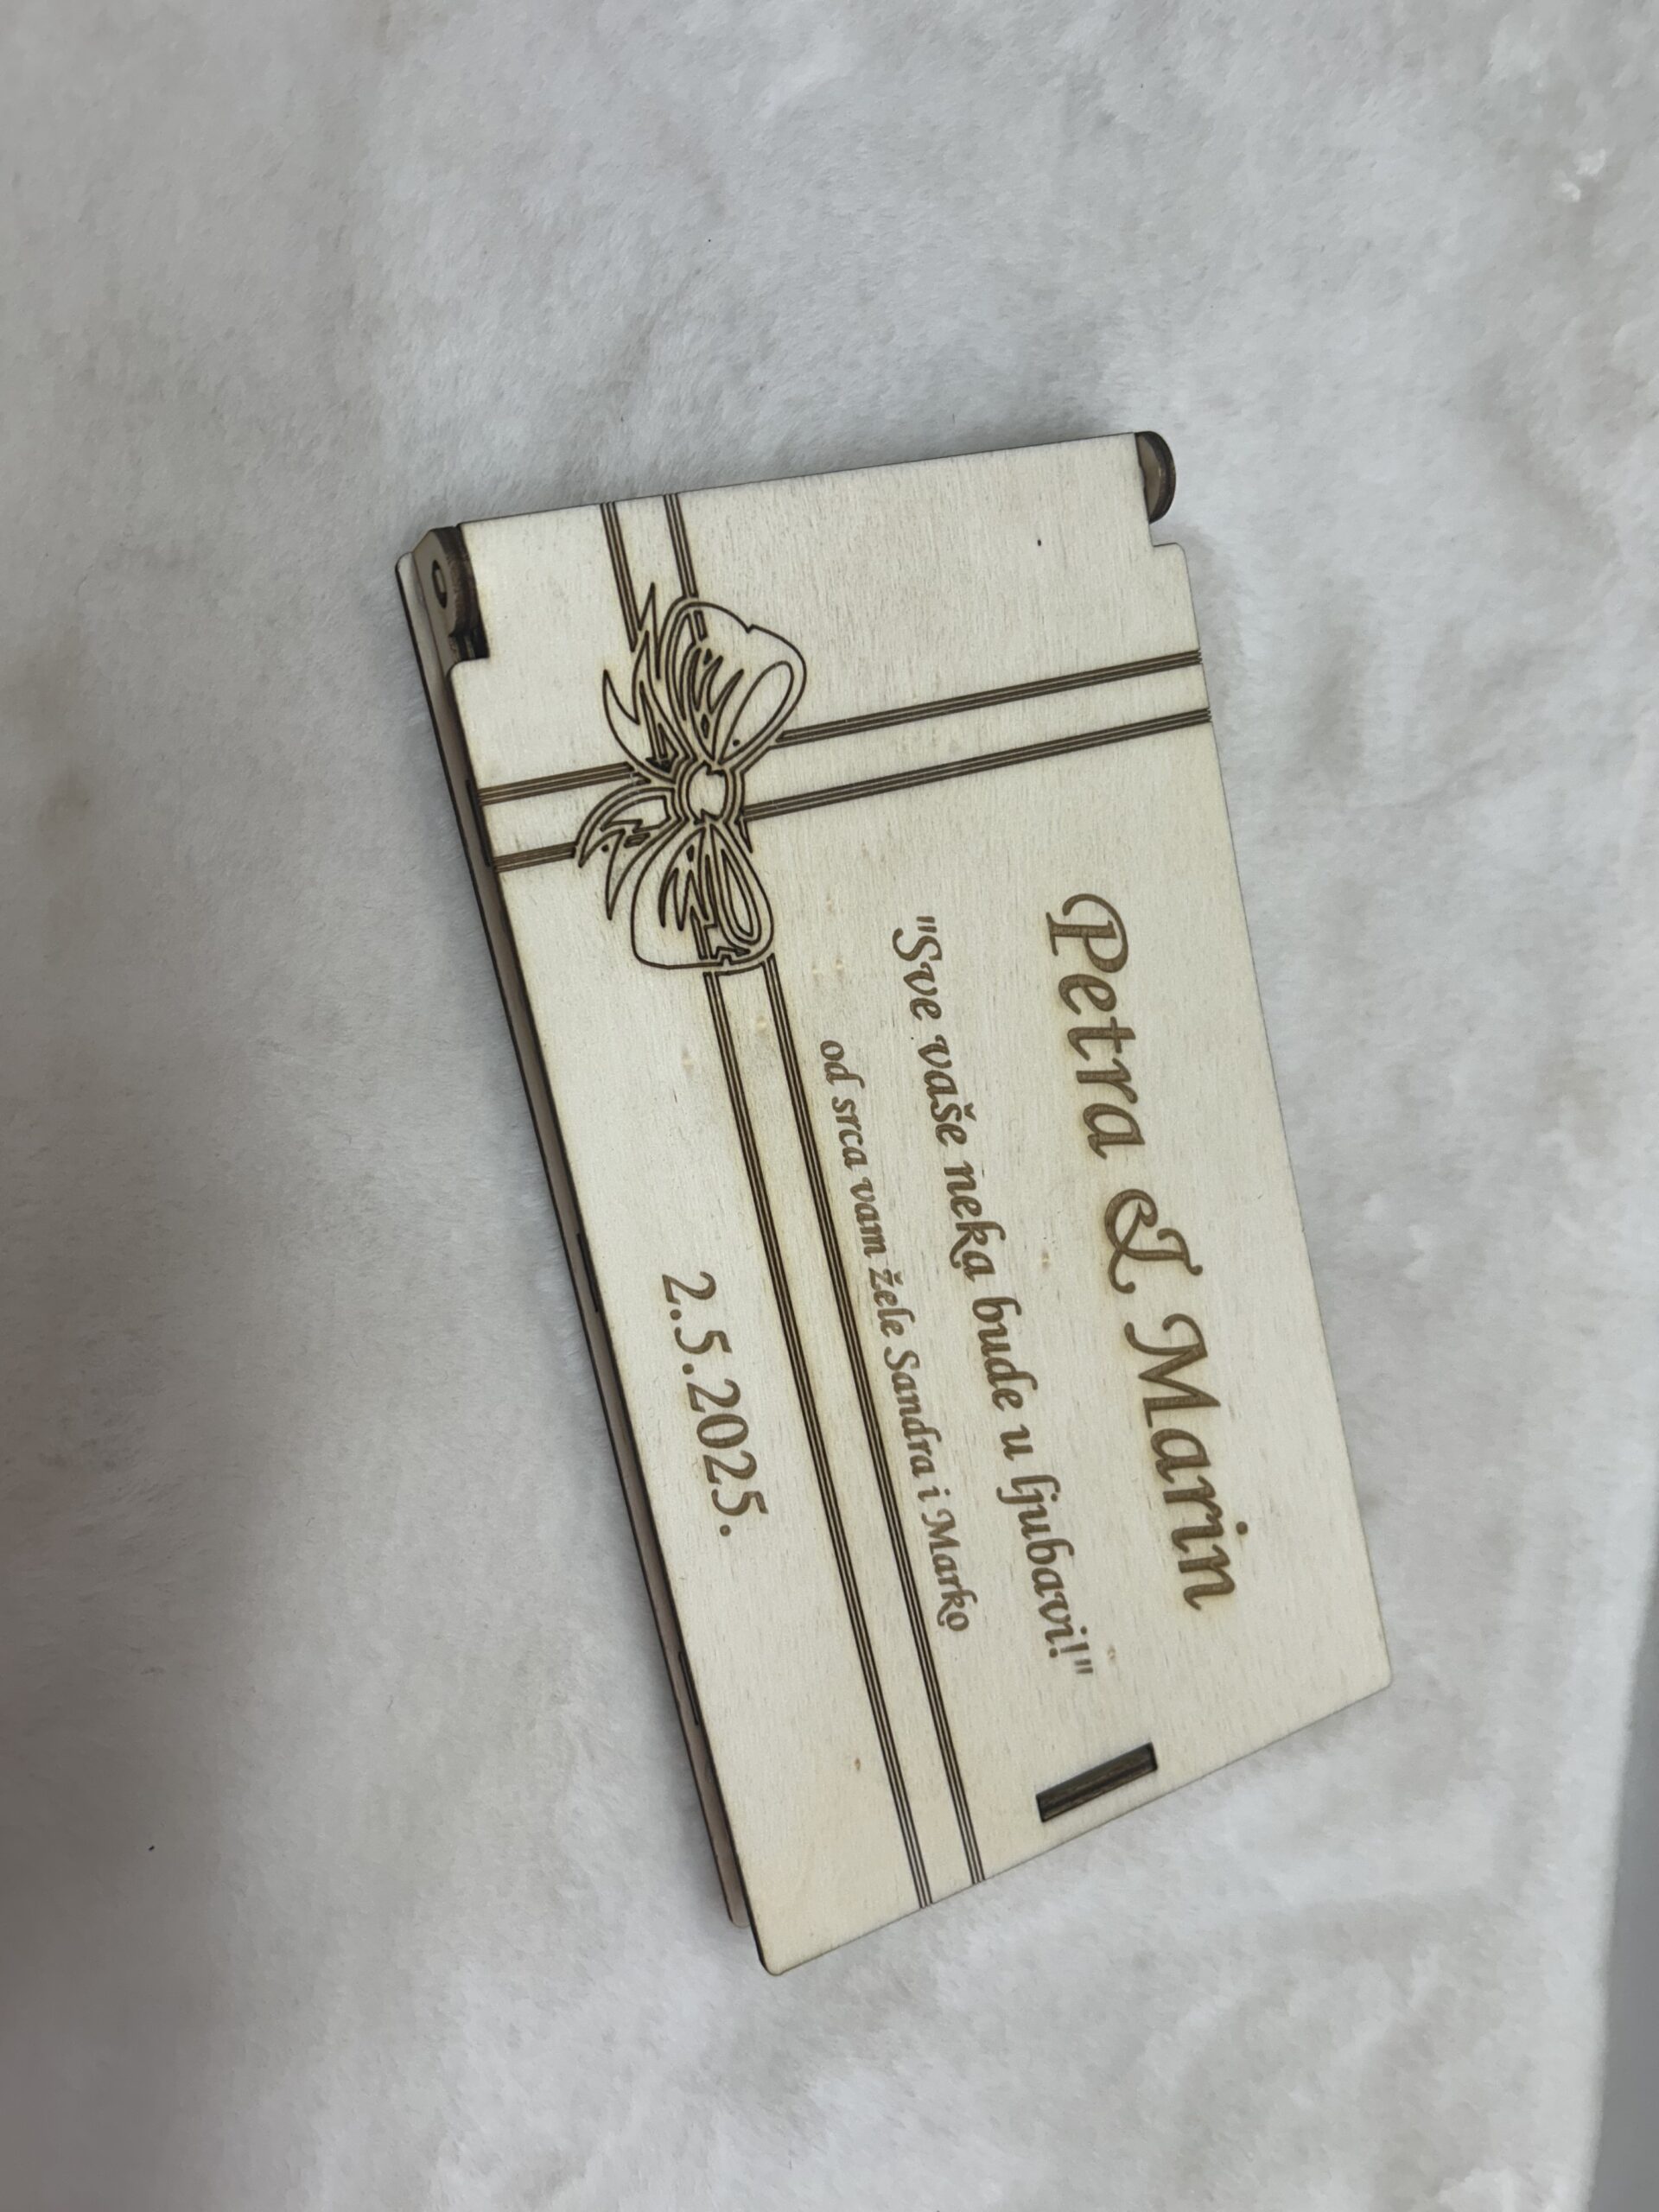 Petra & Marin
"Sve vaše neka bude u ljubavi!"
od srca vam žele Sandra i Marko
2.5.2025.